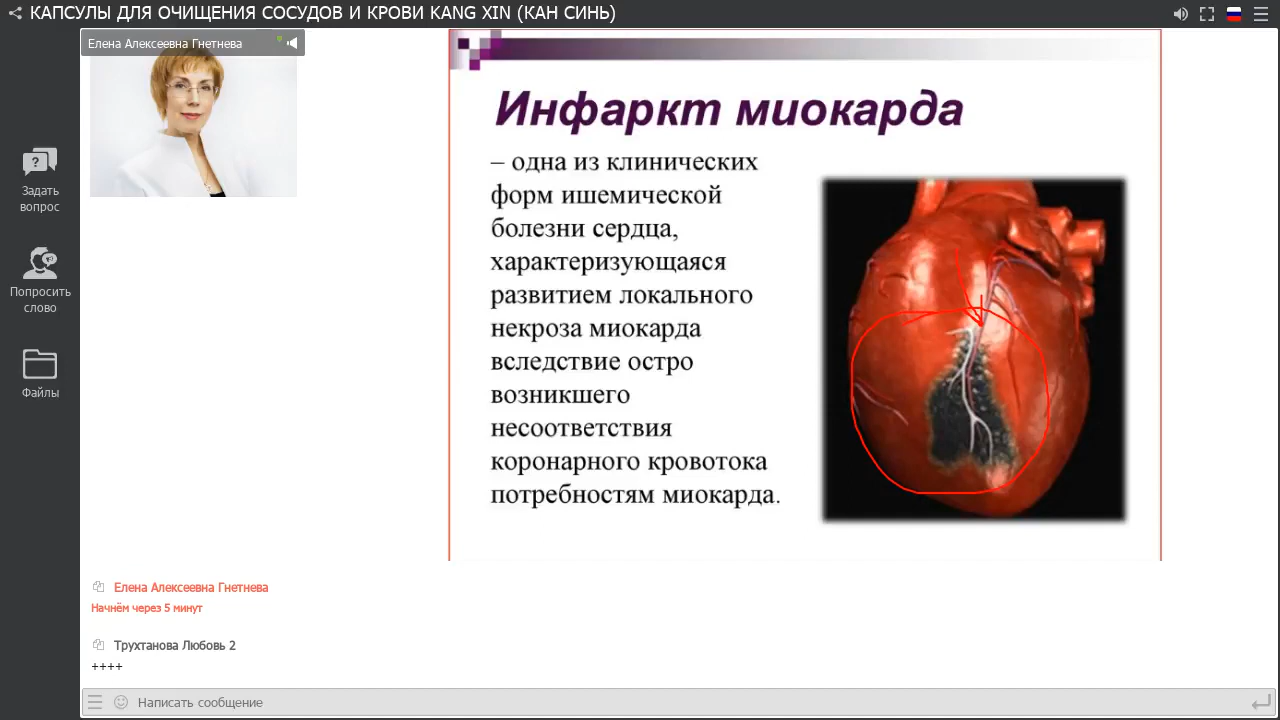 КАПСУЛЫ ДЛЯ ОЧИЩЕНИЯ СОСУДОВ И КРОВИ KANG XIN (КАН СИНЬ)
Елена Алексеевна Гнетнева
Задать
вопрос
Попросить
слово
Файлы
Инфаркт миокарда
– одна из клинических
форм ишемической
болезни сердца,
характеризующаяся
развитием локального
некроза миокарда
вследствие остро
возникшего
несоответствия
коронарного кровотока
потребностям миокарда.
Елена Алексеевна Гнетнева
Начнём через 5 минут
Трухтанова Любовь 2
++++
Написать сообщение